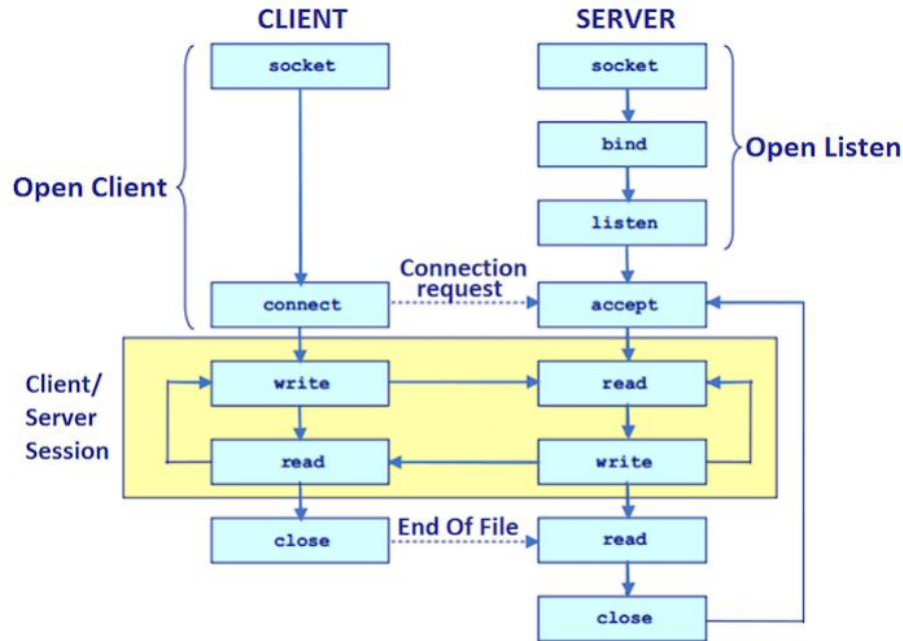 CLIENT
SERVER
socket
socket
bind
Open Client
Open Listen
listen
Connection
request
connect
accept
Client/
Server
Session
write
read
read
write
close
End Of File
read
close